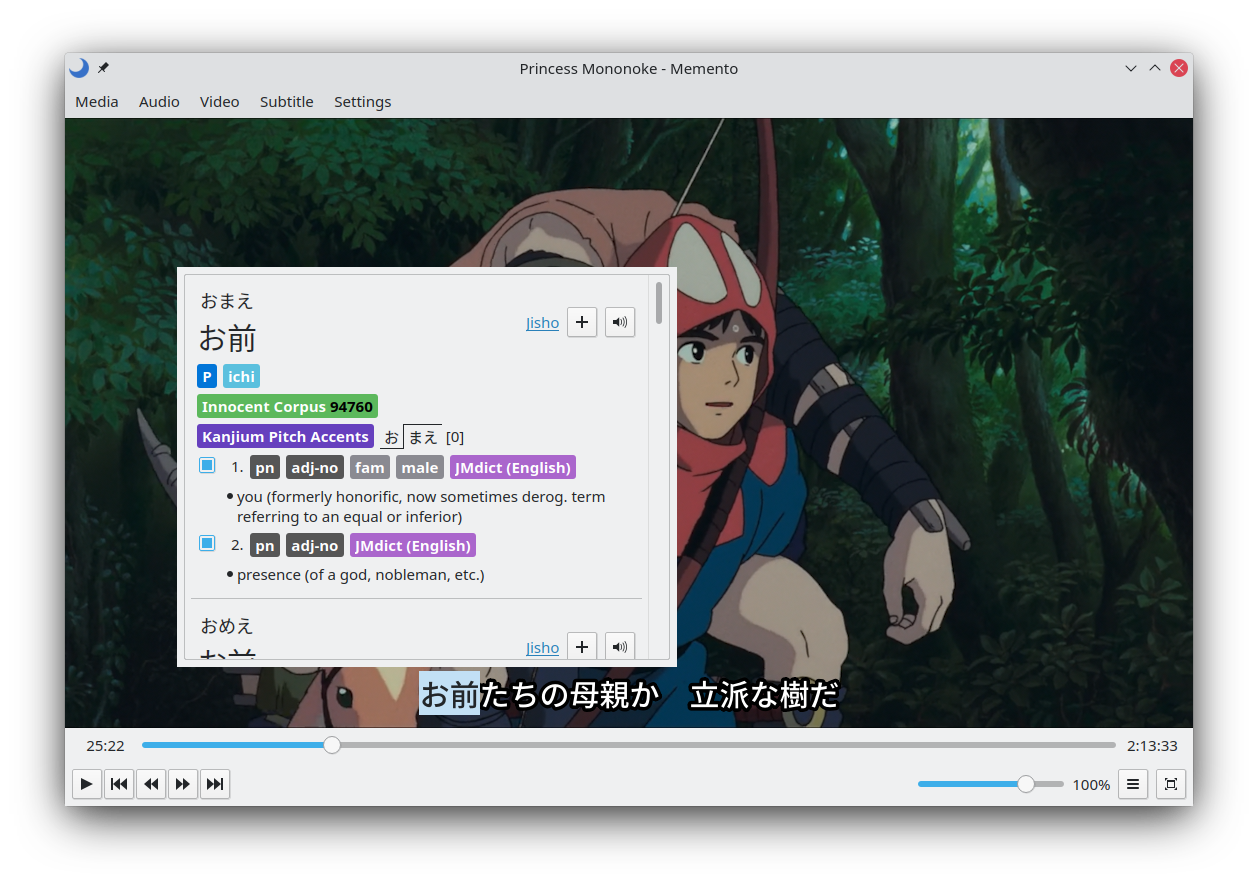 Princess Mononoke - Memento
Media Audio Video Subtitle Settings
おまえ
お前
Jisho
P ichi
Innocent Corpus 94760
Kanjium Pitch Accents おまえ [0]
1. pn adj-no fam male JMdict (English)
• you (formerly honorific, now sometimes derog. term
referring to an equal or inferior)
2. pn adj-no JMdict (English)
• presence (of a god, nobleman, etc.)
おめえ
お前
Jisho
お前たちの母親か 立派な樹だ
25:22
2:13:33
100%